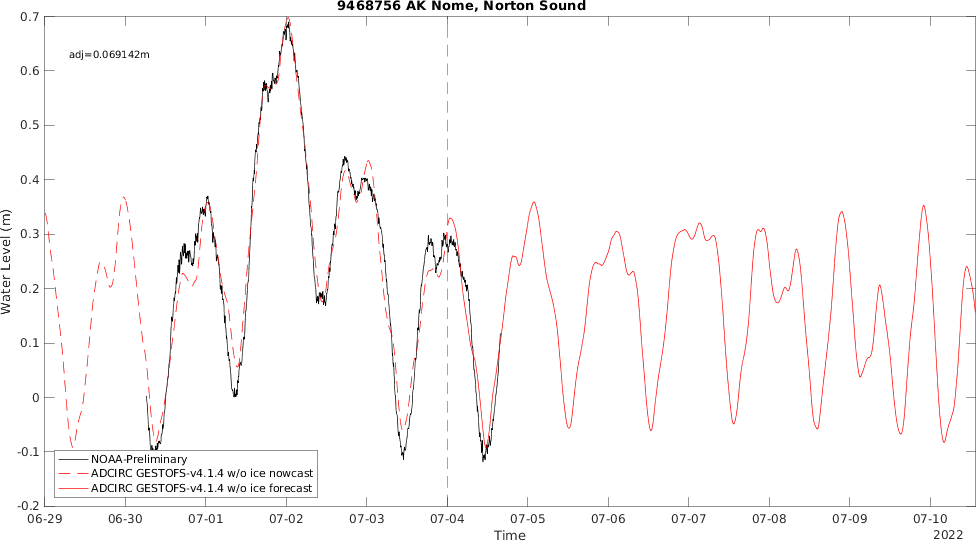 9468756 AK Nome, Norton Sound
adj=0.069142m
0.7
0.6
0.5
0.4
0.3
0.2
0.1
0
-0.1
-0.2
Water Level (m)
NOAA-Preliminary
ADCIRC GESTOFS-v4.1.4 w/o ice nowcast
ADCIRC GESTOFS-v4.1.4 w/o ice forecast
06-29 06-30 07-01 07-02 07-03 07-04 07-05 07-06 07-07 07-08 07-09 07-10
Time
2022